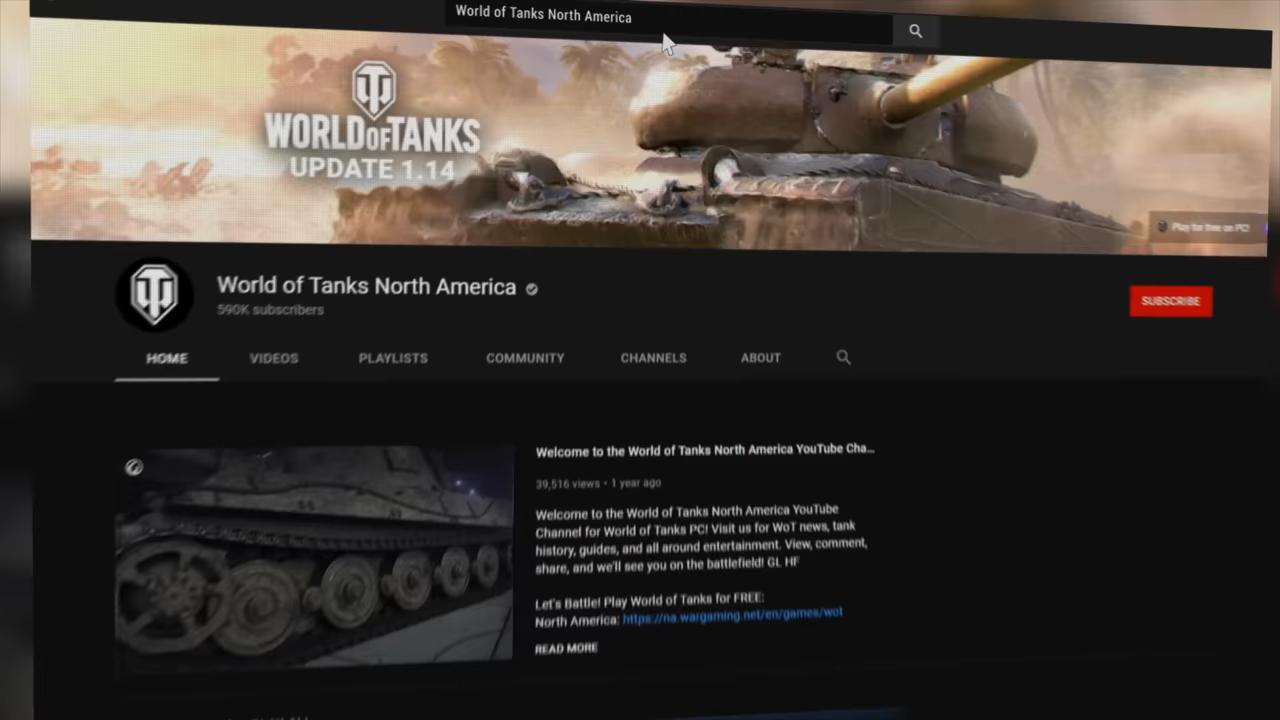 World of Tanks North America
WORLD OF TANKS
UPDATE 1.14
Play for free on PC!
World of Tanks North America
590K subscribers
SUBSCRIBE
HOME VIDEOS PLAYLISTS COMMUNITY CHANNELS ABOUT
Welcome to the World of Tanks North America YouTube Cha...
39,516 views • 1 year ago
Welcome to the World of Tanks North America YouTube
Channel for World of Tanks PC! Visit us for WoT news, tank
history, guides, and all around entertainment. View, comment,
share, and we'll see you on the battlefield! GL HF
Let's Battle! Play World of Tanks for FREE:
North America: https://na.wargaming.net/en/games/wot
READ MORE